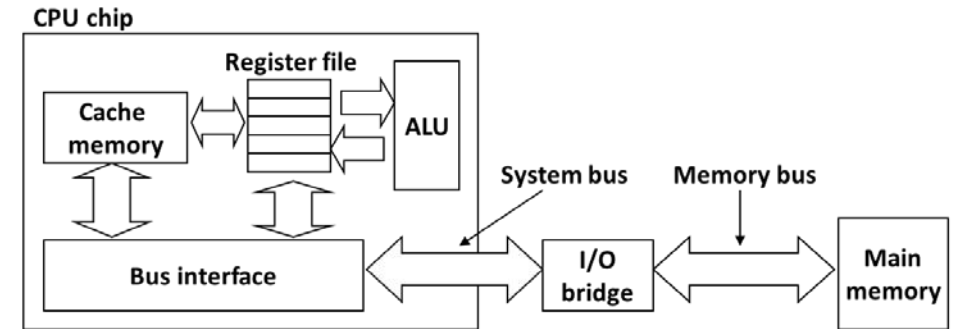 CPU chip
Register file
Cache
memory
ALU
System bus
Memory bus
Bus interface
I/O
bridge
Main
memory